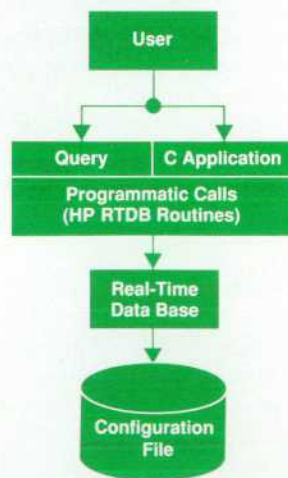 User
Query
C Application
Programmatic Calls
(HP RTDB Routines)
Real-Time
Data Base
Configuration
File